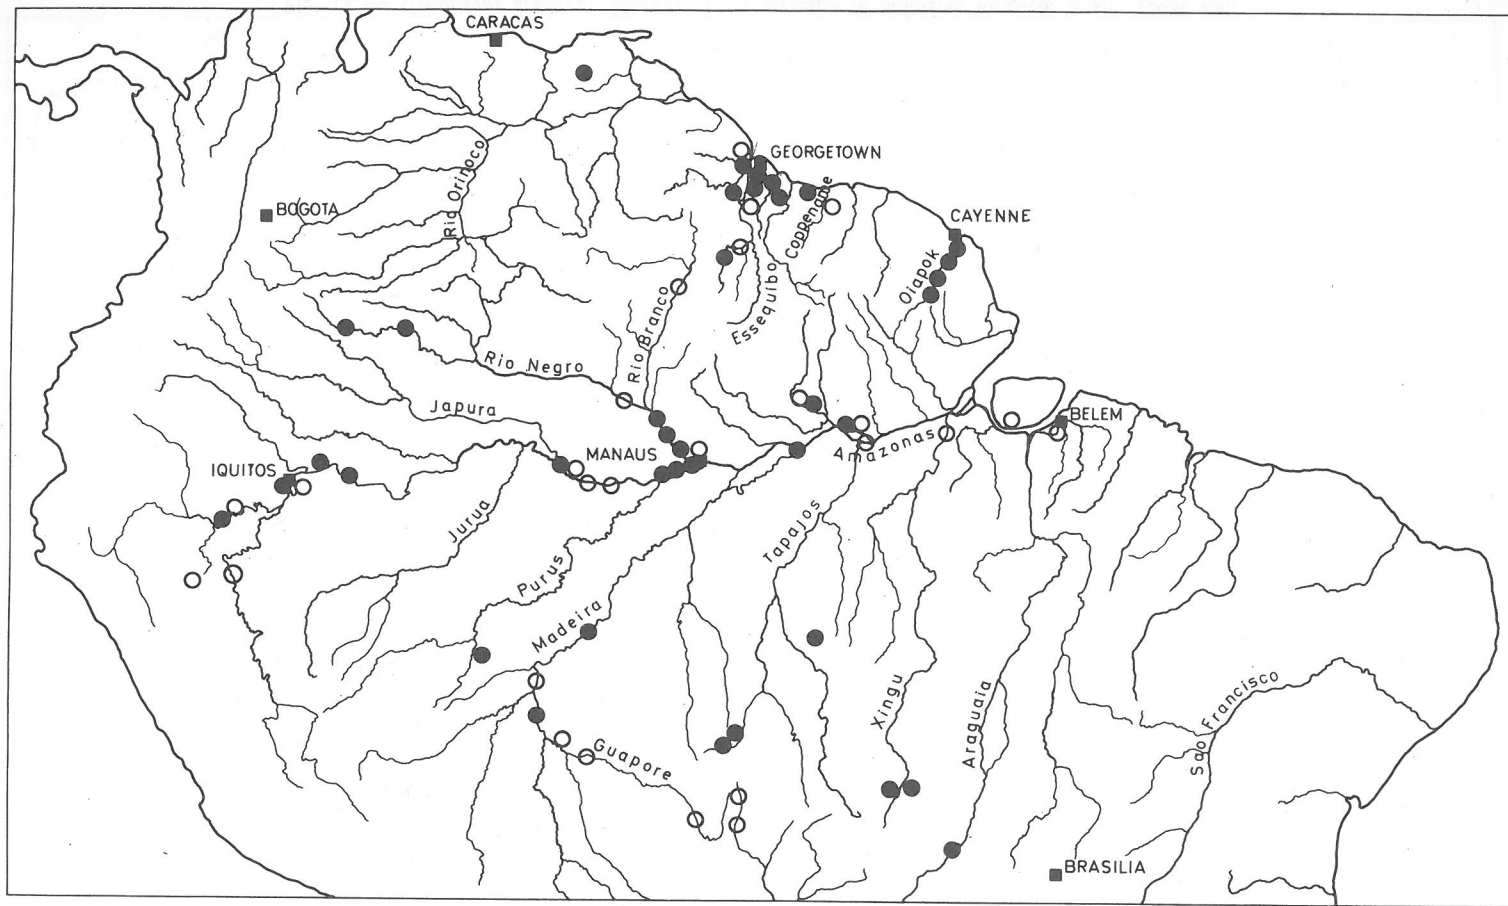 CARACAS
GEORGETOWN
Rio Orinoco
BOGOTA
Coppename
CAYENNE
Oiapok
Essequibo
Rio Branco
Rio Negro
Japura
BELEM
MANAUS
Amazonas
IQUITOS
Jurua
Tapajos
Purus
Madeira
Xingu
Araguaia
Sao Francisco
Guapore
BRASILIA